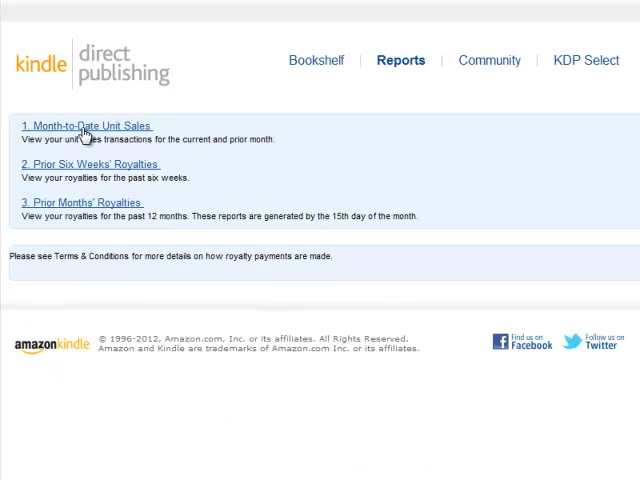 kindle direct publishing
Bookshelf | Reports | Community | KDP Select
1. Month-to-Date Unit Sales
View your unit transactions for the current and prior month.
2. Prior Six Weeks' Royalties
View your royalties for the past six weeks.
3. Prior Months' Royalties
View your royalties for the past 12 months. These reports are generated by the 15th day of the month.
Please see Terms & Conditions for more details on how royalty payments are made.
amazonkindle
© 1996-2012, Amazon.com, Inc. or its affiliates. All Rights Reserved.
Amazon and Kindle are trademarks of Amazon.com Inc. or its affiliates.
Find us on Facebook
Follow us on Twitter